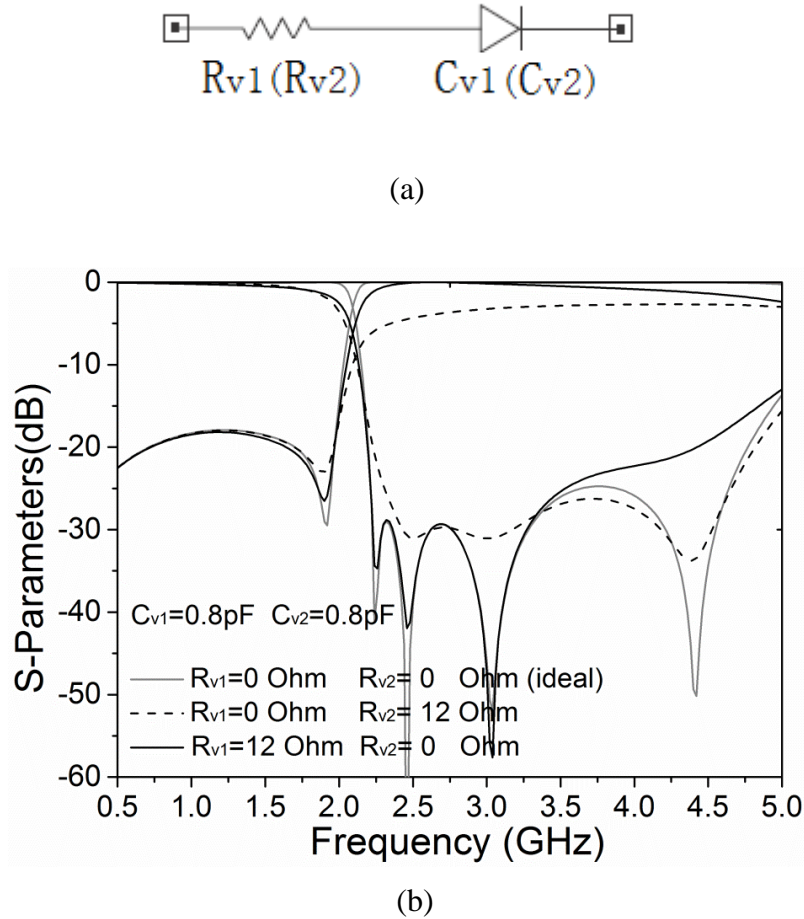 Rv1(Rv2) Cv1(Cv2)
(a)
S-Parameters(dB)
0
-10
-20
-30
-40
-50
-60
Cv1=0.8pF Cv2=0.8pF
Rv1=0 Ohm Rv2= 0 Ohm (ideal)
Rv1=0 Ohm Rv2= 12 Ohm
Rv1=12 Ohm Rv2= 0 Ohm
0.5 1.0 1.5 2.0 2.5 3.0 3.5 4.0 4.5 5.0
Frequency (GHz)
(b)